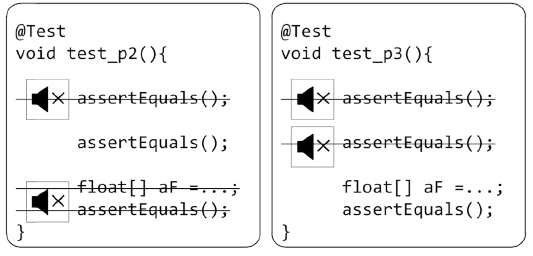 @Test
void test_p2(){
assertEquals();
assertEquals();
float[] aF =...;
assertEquals();
}
@Test
void test_p3(){
assertEquals();
assertEquals();
float[] aF =...;
assertEquals();
}